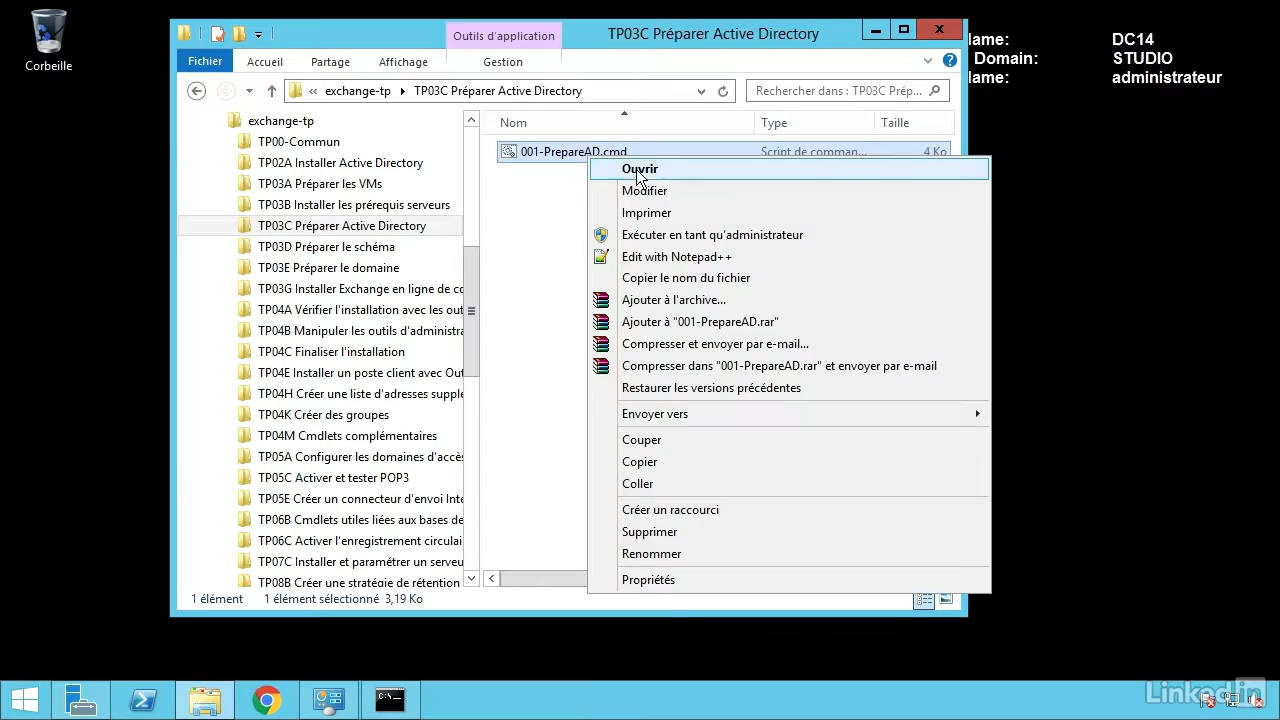 Corbeille
Outils d'application
TP03C Préparer Active Directory
Fichier
Accueil
Partage
Affichage
Gestion
exchange-tp
TP03C Préparer Active Directory
Rechercher dans : TP03C Prép...
lame:
DC14
Domain:
STUDIO
lame:
administrateur
exchange-tp
TP00-Commun
TP02A Installer Active Directory
TP03A Préparer les VMs
TP03B Installer les prérequis serveurs
TP03C Préparer Active Directory
TP03D Préparer le schéma
TP03E Préparer le domaine
TP03G Installer Exchange en ligne de co
TP04A Vérifier l'installation avec les out
TP04B Manipuler les outils d'administra
TP04C Finaliser l'installation
TP04E Installer un poste client avec Out
TP04H Créer une liste d'adresses supplé
TP04K Créer des groupes
TP04M Cmdlets complémentaires
TP05A Configurer les domaines d'accès
TP05C Activer et tester POP3
TP05E Créer un connecteur d'envoi Inte
TP06B Cmdlets utiles liées aux bases de
TP06C Activer l'enregistrement circulai
TP07C Installer et paramétrer un serveu
TP08B Créer une stratégie de rétention
Nom
Type
Taille
001-PrepareAD.cmd
Script de comman...
4 Ko
Ouvrir
Modifier
Imprimer
Exécuter en tant qu'administrateur
Edit with Notepad++
Copier le nom du fichier
Ajouter à l'archive...
Ajouter à "001-PrepareAD.rar"
Compresser et envoyer par e-mail...
Compresser dans "001-PrepareAD.rar" et envoyer par e-mail
Restaurer les versions précédentes
Envoyer vers
Couper
Copier
Coller
Créer un raccourci
Supprimer
Renommer
Propriétés
1 élément
1 élément sélectionné 3,19 Ko
Linked in